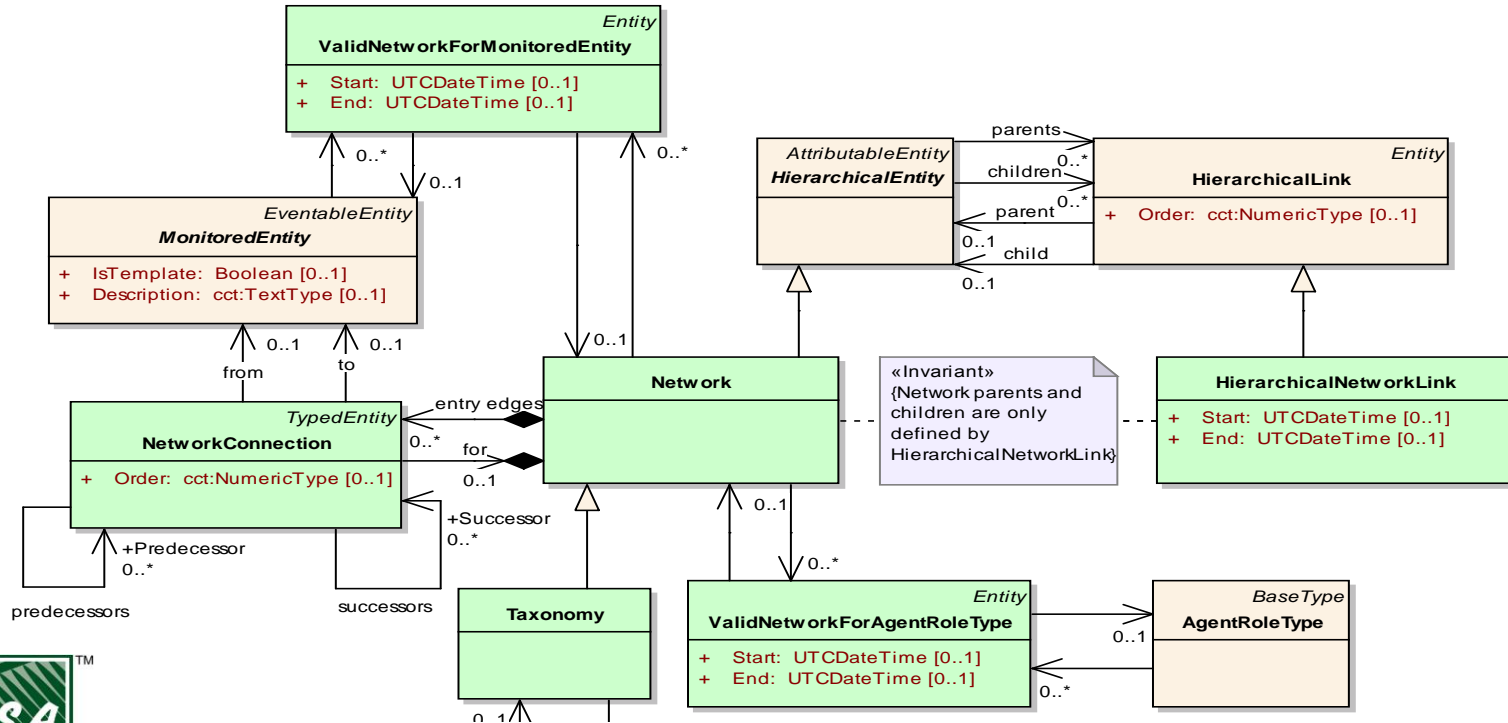 Entity
ValidNetworkForMonitoredEntity
+ Start: UTCDateTime [0..1]
+ End: UTCDateTime [0..1]
0..*
0..1
0..*
0..1
EventableEntity
MonitoredEntity
+ IsTemplate: Boolean [0..1]
+ Description: cct:TextType [0..1]
AttributableEntity
HierarchicalEntity
parents
0..*
children
0..*
parent
0..1
child
0..1
Entity
HierarchicalLink
+ Order: cct:NumericType [0..1]
0..1
from
0..1
to
TypedEntity
NetworkConnection
+ Order: cct:NumericType [0..1]
entry edges
0..*
for
0..1
Network
«Invariant»
{Network parents and
children are only
defined by
HierarchicalNetworkLink}
HierarchicalNetworkLink
+ Start: UTCDateTime [0..1]
+ End: UTCDateTime [0..1]
+Predecessor
0..*
predecessors
+Successor
0..*
successors
Taxonomy
0..1
0..1
0..*
Entity
ValidNetworkForAgentRoleType
+ Start: UTCDateTime [0..1]
+ End: UTCDateTime [0..1]
0..1
0..*
BaseType
AgentRoleType
TM